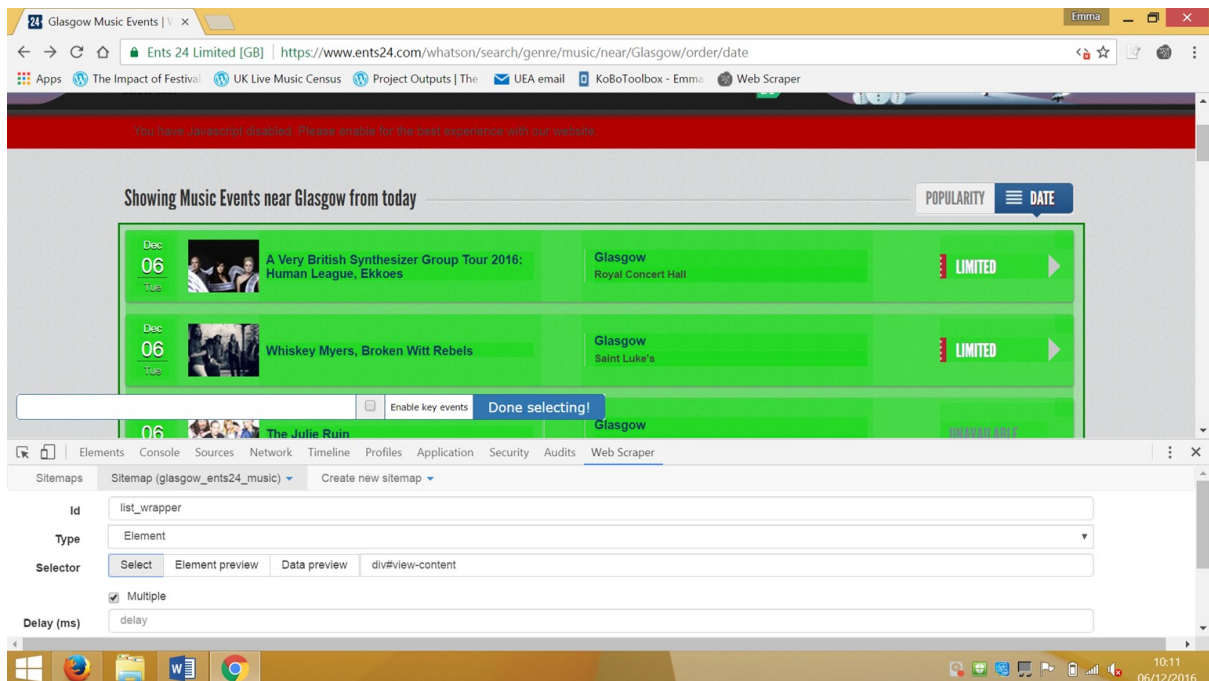 24 Glasgow Music Events |
Emma
Ents 24 Limited [GB] | https://www.ents24.com/whatson/search/genre/music/near/Glasgow/order/date
Apps The Impact of Festival UK Live Music Census Project Outputs | The UEA email KoBoToolbox - Emma Web Scraper
You have Javascript disabled. Please enable for the best experience with our website.
Showing Music Events near Glasgow from today POPULARITY DATE
Dec
06
Tue
A Very British Synthesizer Group Tour 2016:
Human League, Ekkoes
Glasgow
Royal Concert Hall
LIMITED
Dec
06
Tue
Whiskey Myers, Broken Witt Rebels
Glasgow
Saint Luke's
LIMITED
Enable key events Done selecting!
06
The Julie Ruin
Glasgow
UNAVAILABLE
Elements Console Sources Network Timeline Profiles Application Security Audits Web Scraper
Sitemaps Sitemap (glasgow_ents24_music) Create new sitemap
Id list_wrapper
Type Element
Selector Select Element preview Data preview div#view-content
Multiple
Delay (ms) delay
10:11
06/12/2016